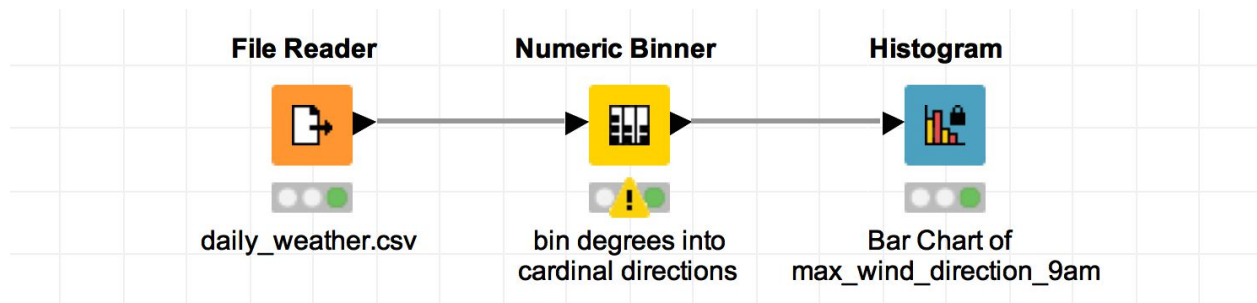 File Reader
Numeric Binner
Histogram
daily_weather.csv
bin degrees into
cardinal directions
Bar Chart of
max_wind_direction_9am